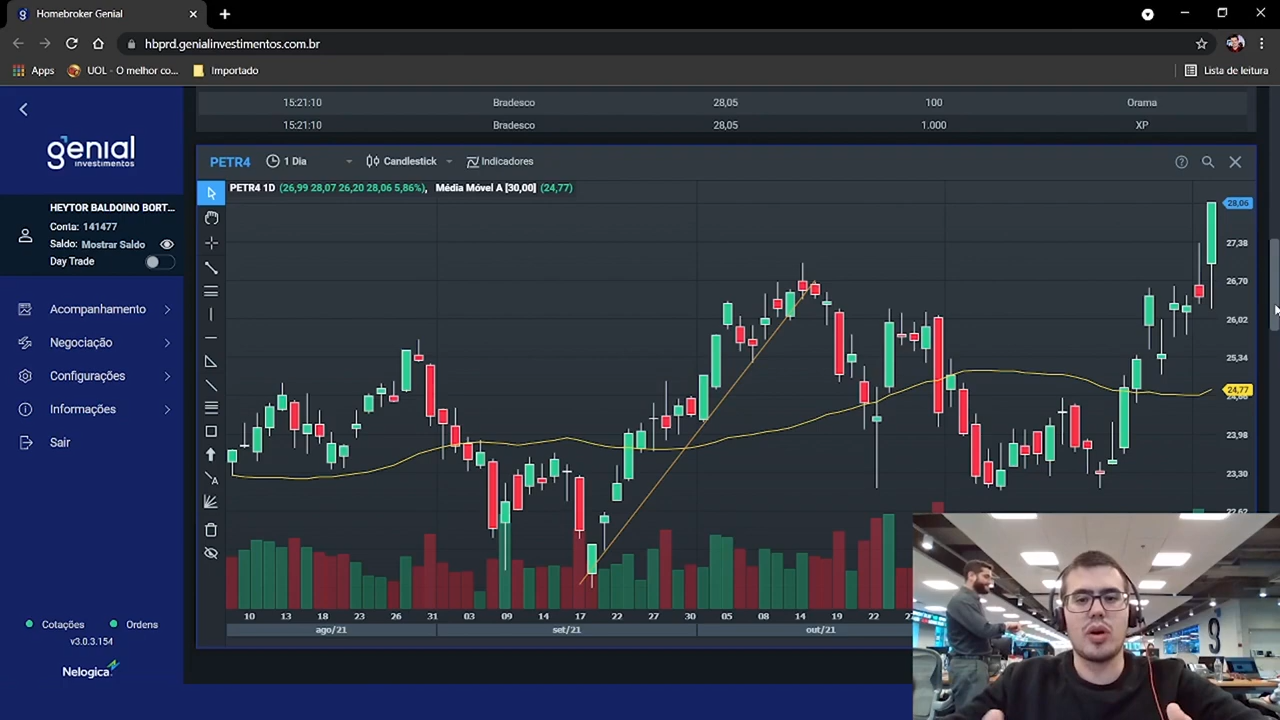 Homebroker Genial
hbprd.genialinvestimentos.com.br
Apps UOL - O melhor co... Importado Lista de leitura
15:21:10 Bradesco 28,05 100 Orama
15:21:10 Bradesco 28,05 1.000 XP
genial
investimentos
PETR4 1 Dia Candlestick Indicadores
PETR4 1D (26,99 28,07 26,20 28,06 5,86%), Média Móvel A [30,00] (24,77)
HEYTOR BALDOINO BORT...
Conta: 141477
Saldo: Mostrar Saldo
Day Trade
Acompanhamento
Negociação
Configurações
Informações
Sair
28,06
27,38
26,70
26,02
25,34
24,77
23,98
23,30
22,62
10 13 18 23 26 31 03 09 14 17 22 27 30 05 08 14 19 22
ago/21 set/21 out/21
Cotações Ordens
v3.0.3.154
Nelogica